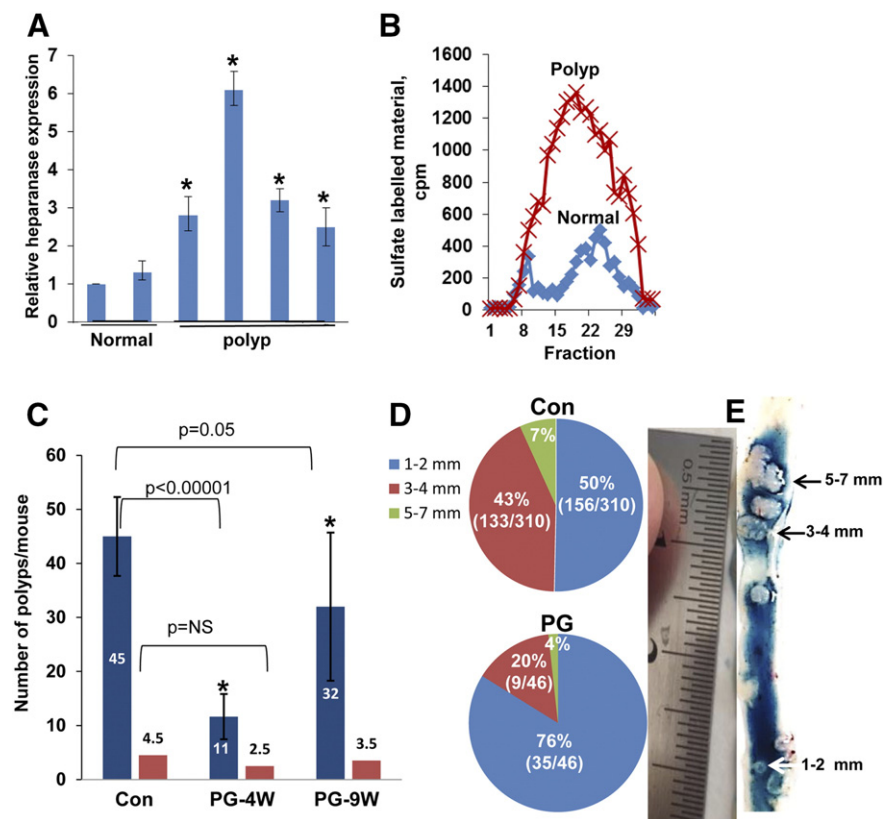 A
Relative heparanase expression
7
6
5
4
3
2
1
0
*
*
*
*
Normal
polyp
B
Sulfate labelled material,
cpm
1600
1400
1200
1000
800
600
400
200
0
Polyp
Normal
1 8 15 22 29
Fraction
C
Number of polyps/mouse
60
50
40
30
20
10
0
p=0.05
p<0.00001
p=NS
*
*
45
4.5
11
2.5
32
3.5
Con PG-4W PG-9W
D
Con
1-2 mm
3-4 mm
5-7 mm
7%
43%
(133/310)
50%
(156/310)
PG
4%
20%
(9/46)
76%
(35/46)
0.5 mm
E
5-7 mm
3-4 mm
1-2 mm